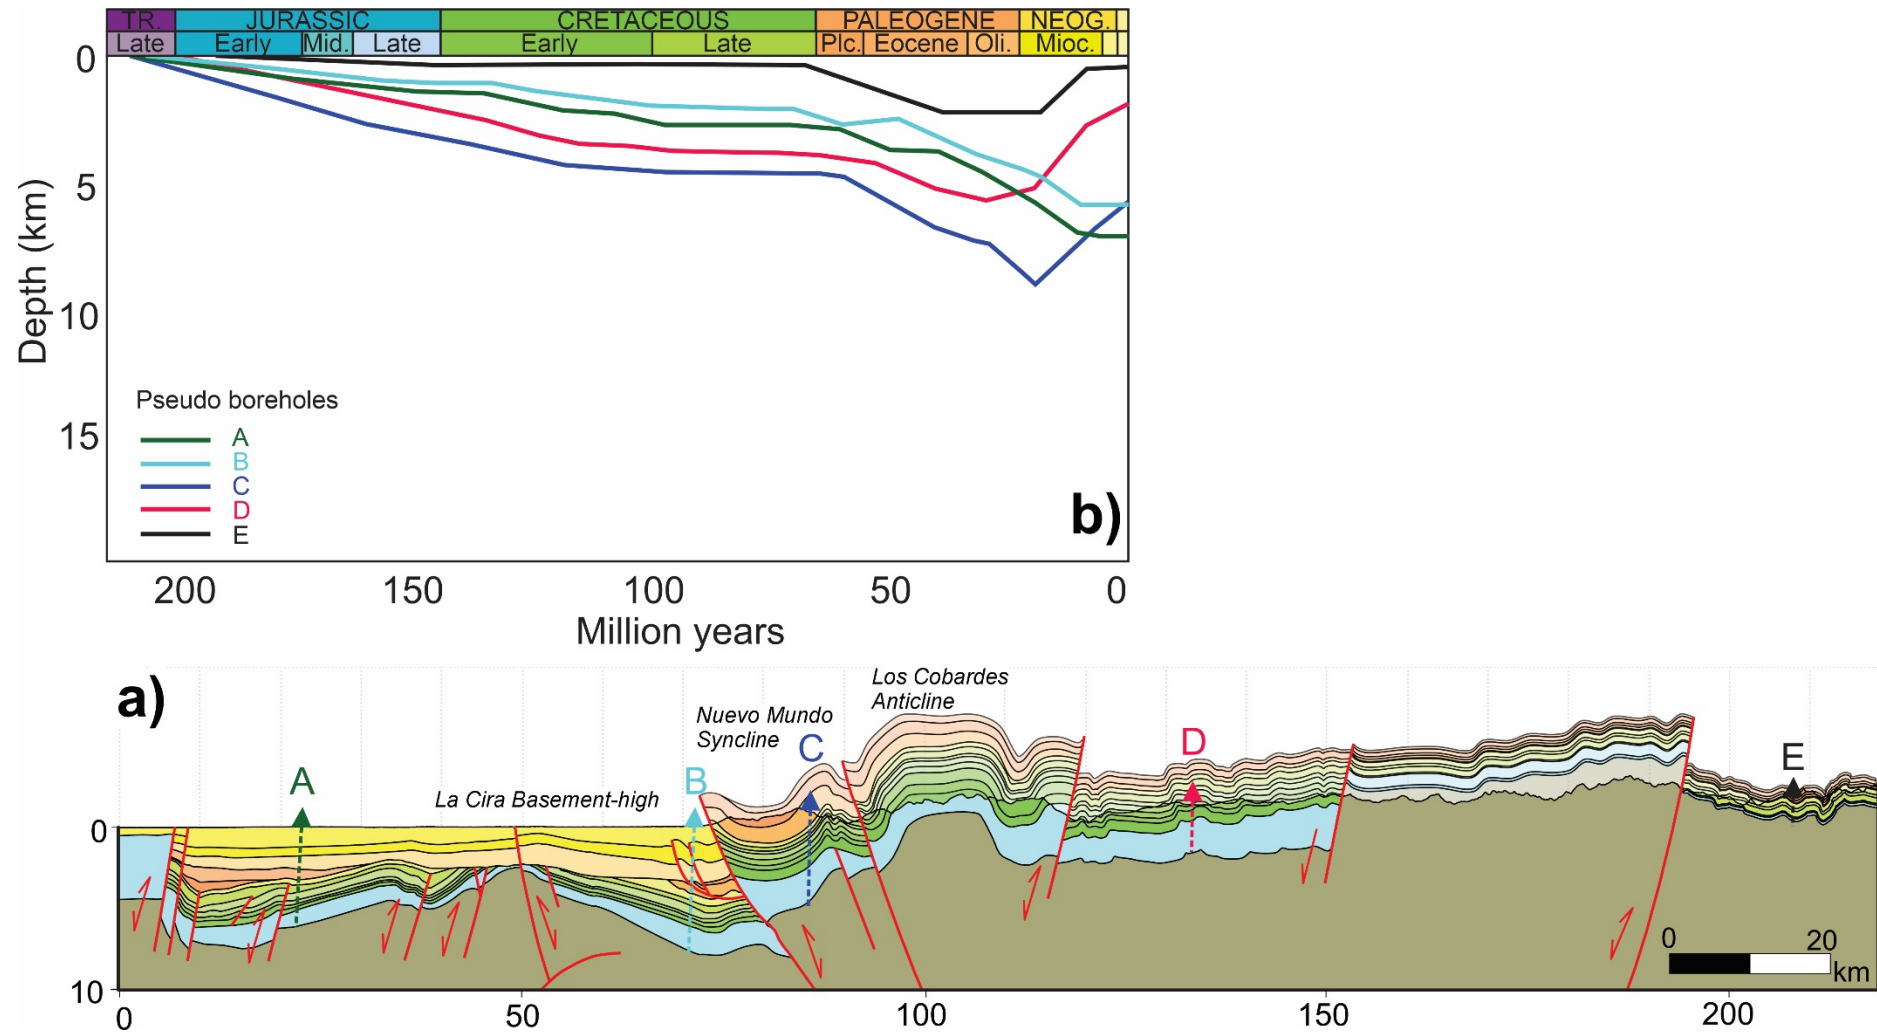 TR. JURASSIC CRETACEOUS PALEOGENE NEOG.
Late Early Mid. Late Early Late Plc. Eocene Oli. Mioc.
0
5
10
15
Depth (km)
Pseudo boreholes
A
B
C
D
E
b)
200 150 100 50 0
Million years
a)
Los Cobardes
Anticline
Nuevo Mundo
Syncline
La Cira Basement-high
A
B
C
D
E
0
10
0 20
km
0 50 100 150 200